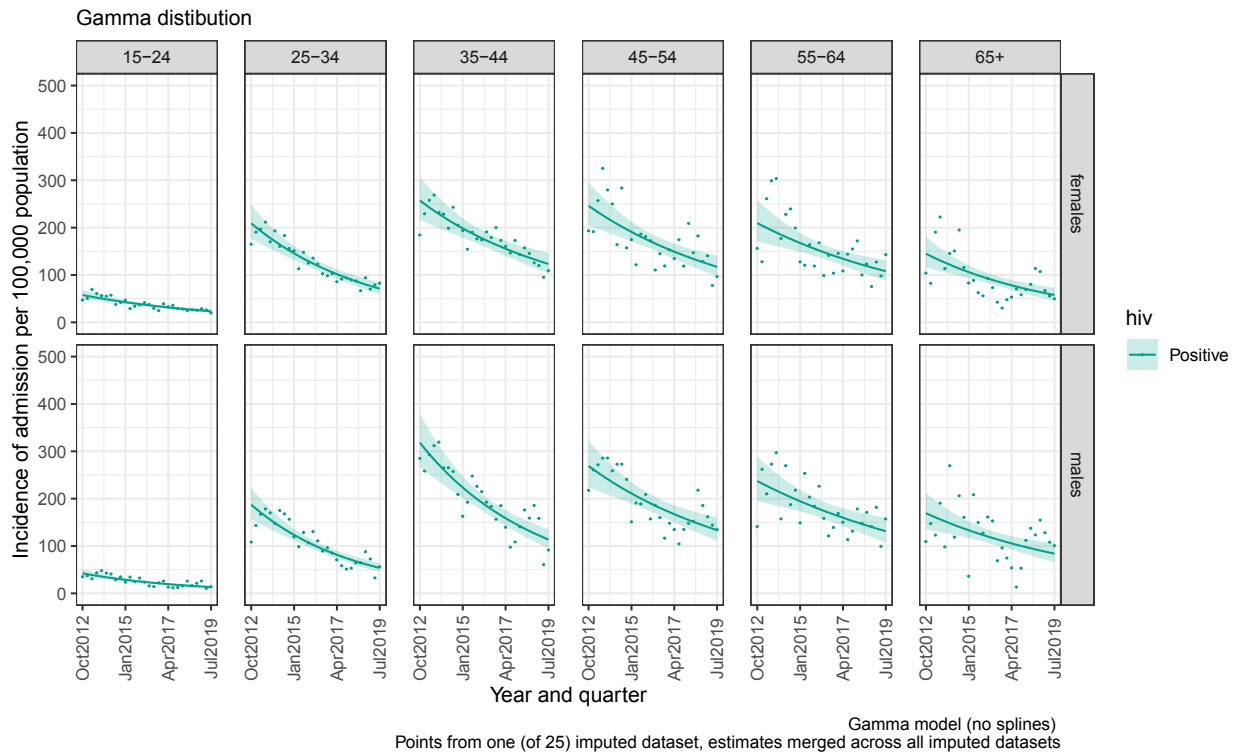 Gamma distibution
15−24
25−34
35−44
45−54
55−64
65+
500
400
300
200
100
0
females
500
400
300
200
100
0
males
Incidence of admission per 100,000 population
Oct2012
Jan2015
Apr2017
Jul2019
Oct2012
Jan2015
Apr2017
Jul2019
Oct2012
Jan2015
Apr2017
Jul2019
Oct2012
Jan2015
Apr2017
Jul2019
Oct2012
Jan2015
Apr2017
Jul2019
Oct2012
Jan2015
Apr2017
Jul2019
Year and quarter
hiv
Positive
Gamma model (no splines)
Points from one (of 25) imputed dataset, estimates merged across all imputed datasets